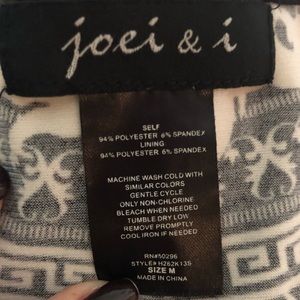 joei & i
SELF
94% POLYESTER 6% SPANDEX
LINING
94% POLYESTER 6% SPANDEX
MACHINE WASH COLD WITH
SIMILAR COLORS
GENTLE CYCLE
ONLY NON-CHLORINE
BLEACH WHEN NEEDED
TUMBLE DRY LOW
REMOVE PROMPTLY
COOL IRON IF NEEDED
RN#50296
STYLE# H262K13S
SIZE M
MADE IN CHINA